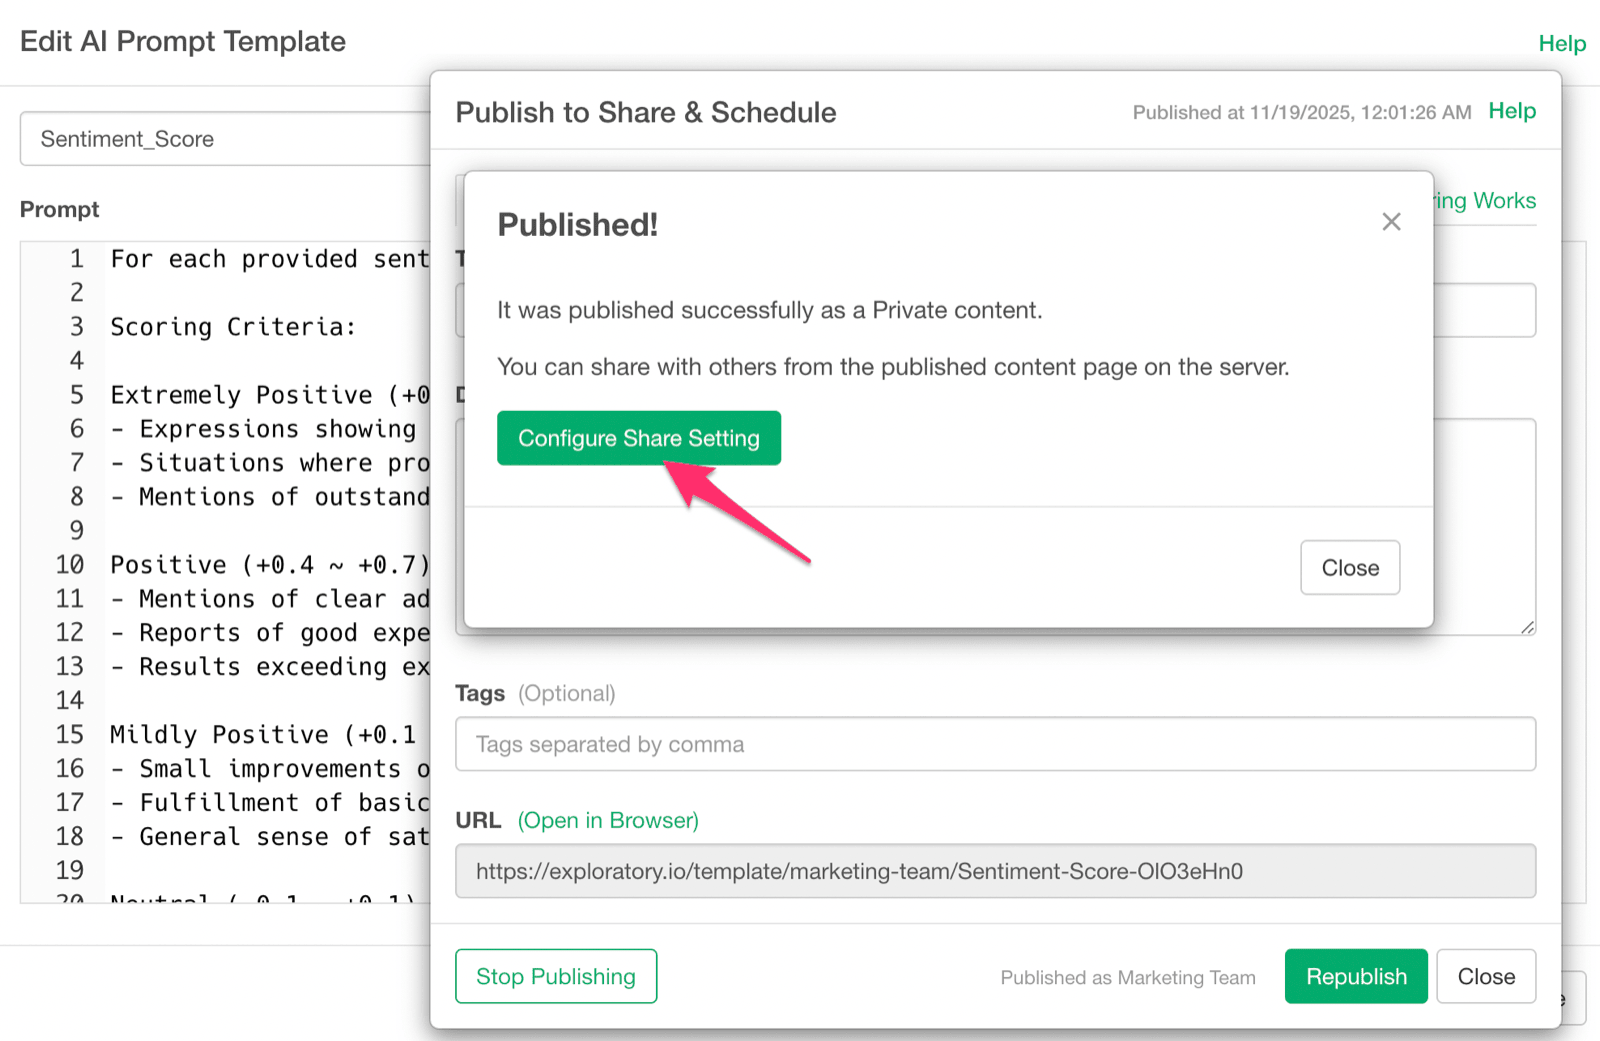 Edit AI Prompt Template
Help
Sentiment_Score
Prompt
1 For each provided sent
2
3 Scoring Criteria:
4
5 Extremely Positive (+0
6 - Expressions showing
7 - Situations where pro
8 - Mentions of outstand
9
10 Positive (+0.4 ~ +0.7)
11 - Mentions of clear ad
12 - Reports of good expe
13 - Results exceeding ex
14
15 Mildly Positive (+0.1
16 - Small improvements o
17 - Fulfillment of basic
18 - General sense of sat
19
20 Neutral (
Publish to Share & Schedule
Published at 11/19/2025, 12:01:26 AM Help
ring Works
Published!
It was published successfully as a Private content.
You can share with others from the published content page on the server.
Configure Share Setting
Close
Tags (Optional)
Tags separated by comma
URL (Open in Browser)
https://exploratory.io/template/marketing-team/Sentiment-Score-OlO3eHn0
Stop Publishing
Published as Marketing Team
Republish
Close